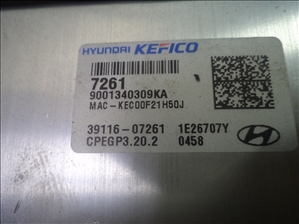 HYUNDAI KEFICO
7261
9001340309KA
MAC-KEC00F21H50J
39116-07261 1E26707Y
CPEGP3.20.2 0458